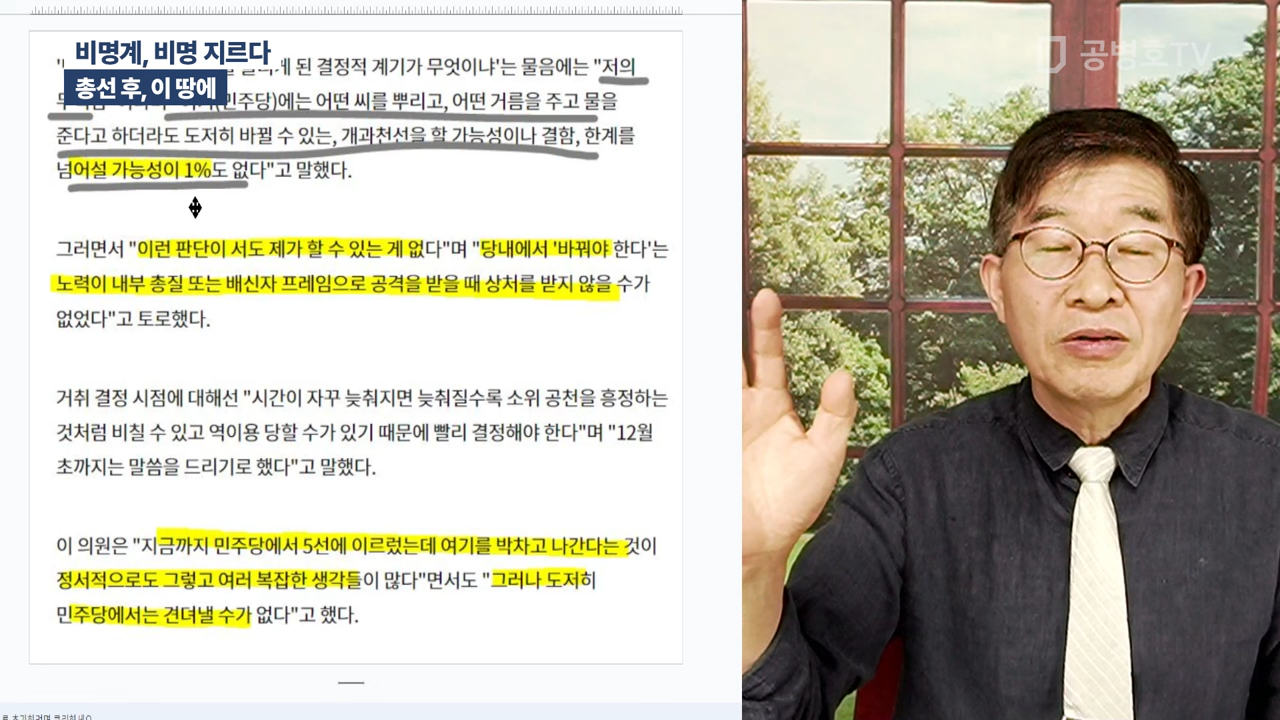 비명계, 비명 지르다
총선 후, 이 땅에
공병호TV
게 된 결정적 계기가 무엇이냐'는 물음에는 "저의
(민주당)에는 어떤 씨를 뿌리고, 어떤 거름을 주고 물을
준다고 하더라도 도저히 바뀔 수 있는, 개과천선을 할 가능성이나 결함, 한계를
넘어설 가능성이 1%도 없다"고 말했다.
그러면서 "이런 판단이 서도 제가 할 수 있는 게 없다"며 "당내에서 '바꿔야 한다'는
노력이 내부 총질 또는 배신자 프레임으로 공격을 받을 때 상처를 받지 않을 수가
없었다"고 토로했다.
거취 결정 시점에 대해선 "시간이 자꾸 늦춰지면 늦춰질수록 소위 공천을 흥정하는
것처럼 비칠 수 있고 역이용 당할 수가 있기 때문에 빨리 결정해야 한다"며 "12월
초까지는 말씀을 드리기로 했다"고 말했다.
이 의원은 "지금까지 민주당에서 5선에 이르렀는데 여기를 박차고 나간다는 것이
정서적으로도 그렇고 여러 복잡한 생각들이 많다"면서도 "그러나 도저히
민주당에서는 견뎌낼 수가 없다"고 했다.